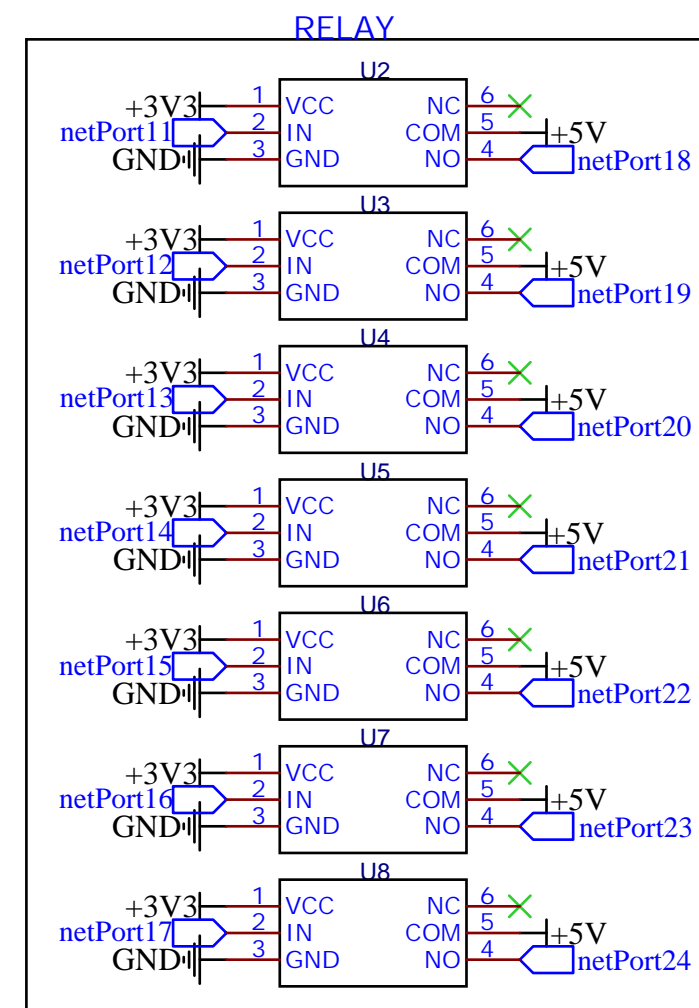 RELAY
U2
+3V3 1 VCC NC 6
netPort11 2 IN COM 5 +5V
GND 3 GND NO 4 netPort18
U3
+3V3 1 VCC NC 6
netPort12 2 IN COM 5 +5V
GND 3 GND NO 4 netPort19
U4
+3V3 1 VCC NC 6
netPort13 2 IN COM 5 +5V
GND 3 GND NO 4 netPort20
U5
+3V3 1 VCC NC 6
netPort14 2 IN COM 5 +5V
GND 3 GND NO 4 netPort21
U6
+3V3 1 VCC NC 6
netPort15 2 IN COM 5 +5V
GND 3 GND NO 4 netPort22
U7
+3V3 1 VCC NC 6
netPort16 2 IN COM 5 +5V
GND 3 GND NO 4 netPort23
U8
+3V3 1 VCC NC 6
netPort17 2 IN COM 5 +5V
GND 3 GND NO 4 netPort24